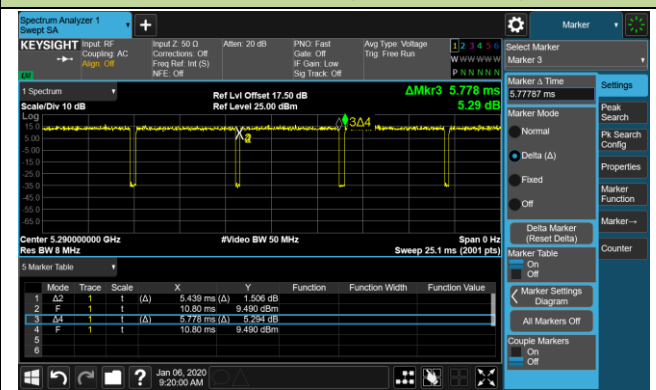 Spectrum Analyzer 1
Swept SA
+
Marker
KEYSIGHT Input: RF Input Z: 50 Ω Atten: 20 dB PNO: Fast Avg Type: Voltage 1 2 3 4 5 6
Coupling: AC Corrections: Off Gate: Off Trig: Free Run
Align: Off Freq Ref: Int (S) IF Gain: Low W W W W W W
NFE: Off Sig Track: Off P N N N N N
Select Marker
Marker 3
Marker Δ Time
5.77787 ms
Settings
Peak Search
Pk Search Config
Properties
Marker Function
Marker→
Counter
Marker Mode
Normal
Delta (Δ)
Fixed
Off
Delta Marker
(Reset Delta)
Marker Table
On
Off
Marker Settings
Diagram
All Markers Off
Couple Markers
On
Off
1 Spectrum
Scale/Div 10 dB
Ref Lvl Offset 17.50 dB
Ref Level 25.00 dBm
ΔMkr3 5.778 ms
5.29 dB
Log
15.0
5.00
-5.00
-15.0
-25.0
-35.0
-45.0
-55.0
-65.0
2
3Δ4
Center 5.290000000 GHz #Video BW 50 MHz Span 0 Hz
Res BW 8 MHz Sweep 25.1 ms (2001 pts)
5 Marker Table
Mode Trace Scale X Y Function Function Width Function Value
1 Δ2 1 t (Δ) 5.439 ms (Δ) 1.506 dB
2 F 1 t 10.80 ms 9.490 dBm
3 Δ4 1 t (Δ) 5.778 ms (Δ) 5.294 dB
4 F 1 t 10.80 ms 9.490 dBm
5
6
?
Jan 06, 2020
9:20:00 AM